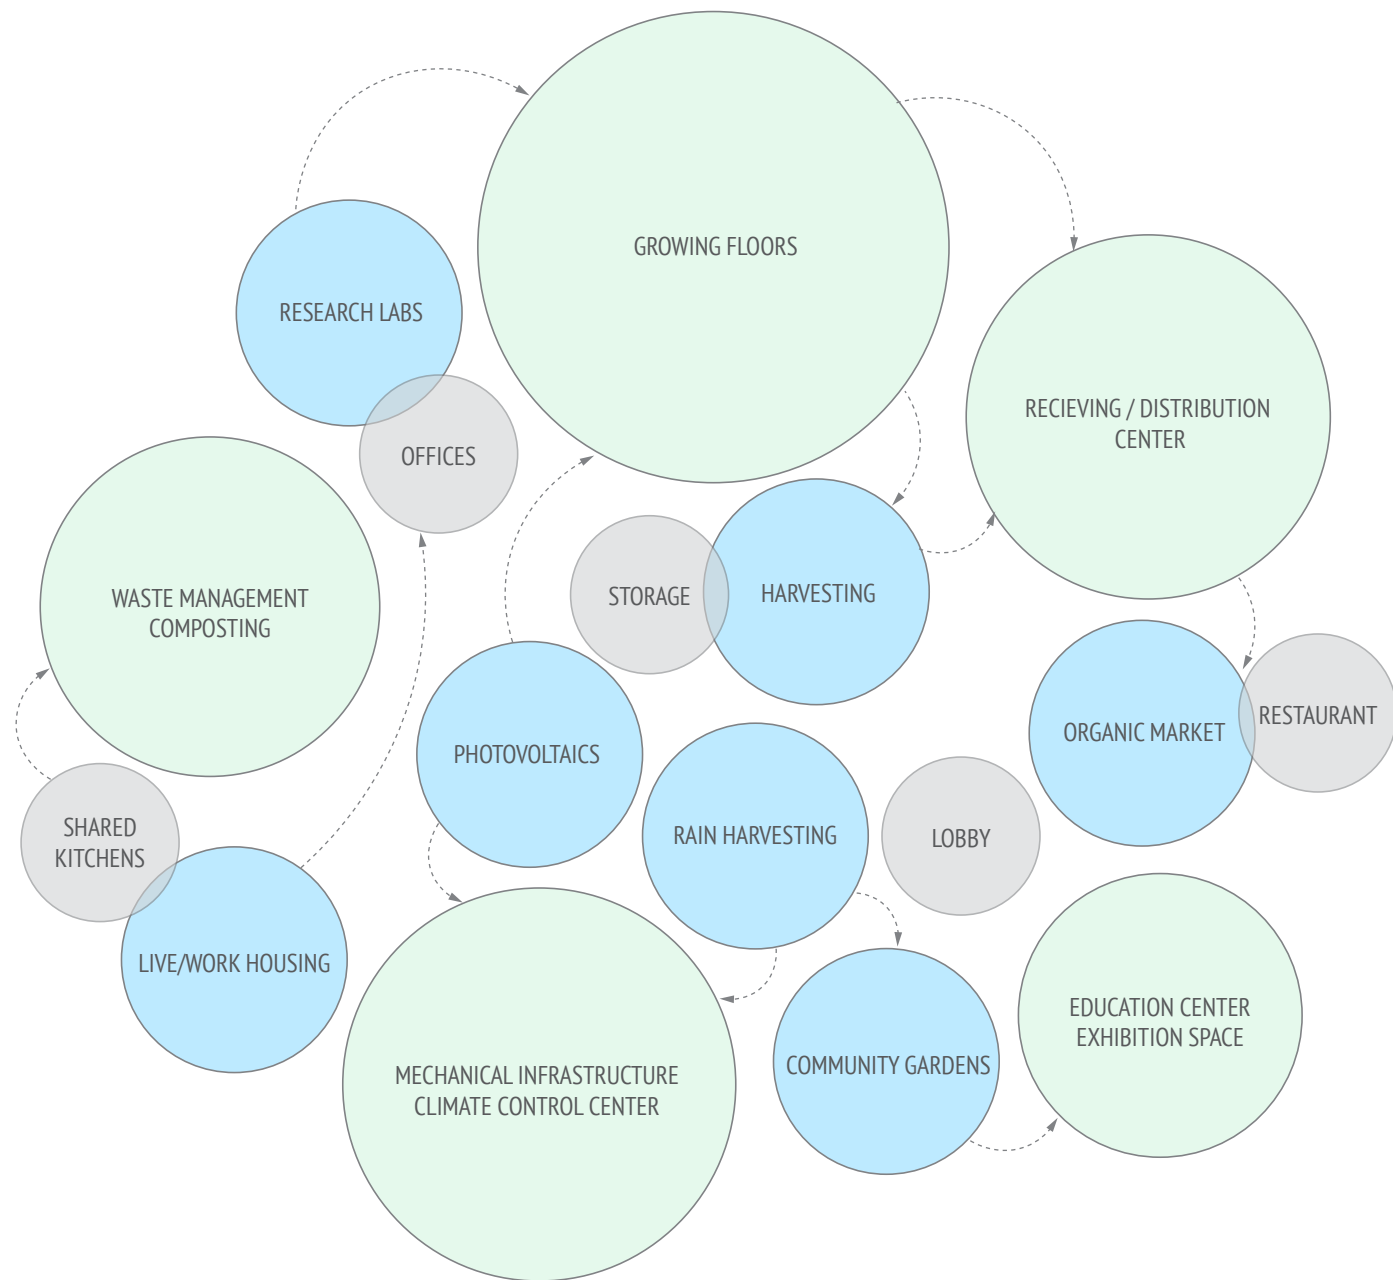 GROWING FLOORS
RESEARCH LABS
RECIEVING / DISTRIBUTION
CENTER
OFFICES
WASTE MANAGEMENT
COMPOSTING
STORAGE
HARVESTING
ORGANIC MARKET
RESTAURANT
PHOTOVOLTAICS
RAIN HARVESTING
LOBBY
SHARED
KITCHENS
LIVE/WORK HOUSING
EDUCATION CENTER
EXHIBITION SPACE
COMMUNITY GARDENS
MECHANICAL INFRASTRUCTURE
CLIMATE CONTROL CENTER